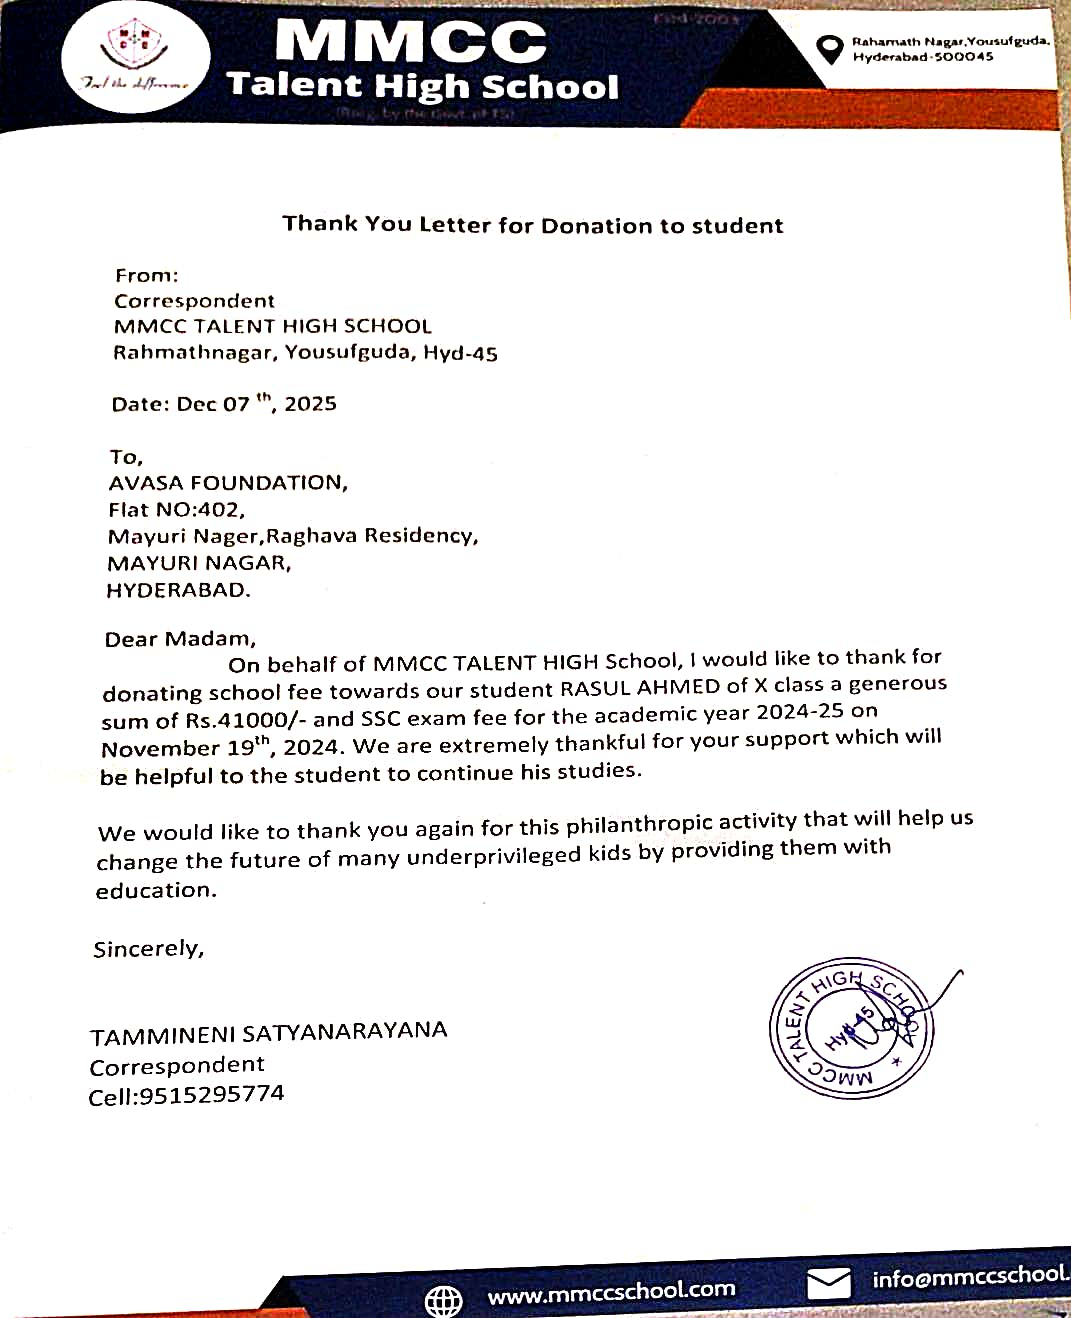 MMCC
Talent High School
(Reg. by the Govt. of TS)
Estd-2003
Rahamath Nagar,Yousufguda,
Hyderabad-500045
M M
C C
Feel the difference
Thank You Letter for Donation to student
From:
Correspondent
MMCC TALENT HIGH SCHOOL
Rahmathnagar, Yousufguda, Hyd-45
Date: Dec 07 th, 2025
To,
AVASA FOUNDATION,
Flat NO:402,
Mayuri Nager,Raghava Residency,
MAYURI NAGAR,
HYDERABAD.
Dear Madam,
On behalf of MMCC TALENT HIGH School, I would like to thank for
donating school fee towards our student RASUL AHMED of X class a generous
sum of Rs.41000/- and SSC exam fee for the academic year 2024-25 on
November 19th, 2024. We are extremely thankful for your support which will
be helpful to the student to continue his studies.
We would like to thank you again for this philanthropic activity that will help us
change the future of many underprivileged kids by providing them with
education.
Sincerely,
TAMMINENI SATYANARAYANA
Correspondent
Cell:9515295774
MMCC TALENT HIGH SCHOOL ★
Hyd-45
www.mmccschool.com
info@mmccschool.